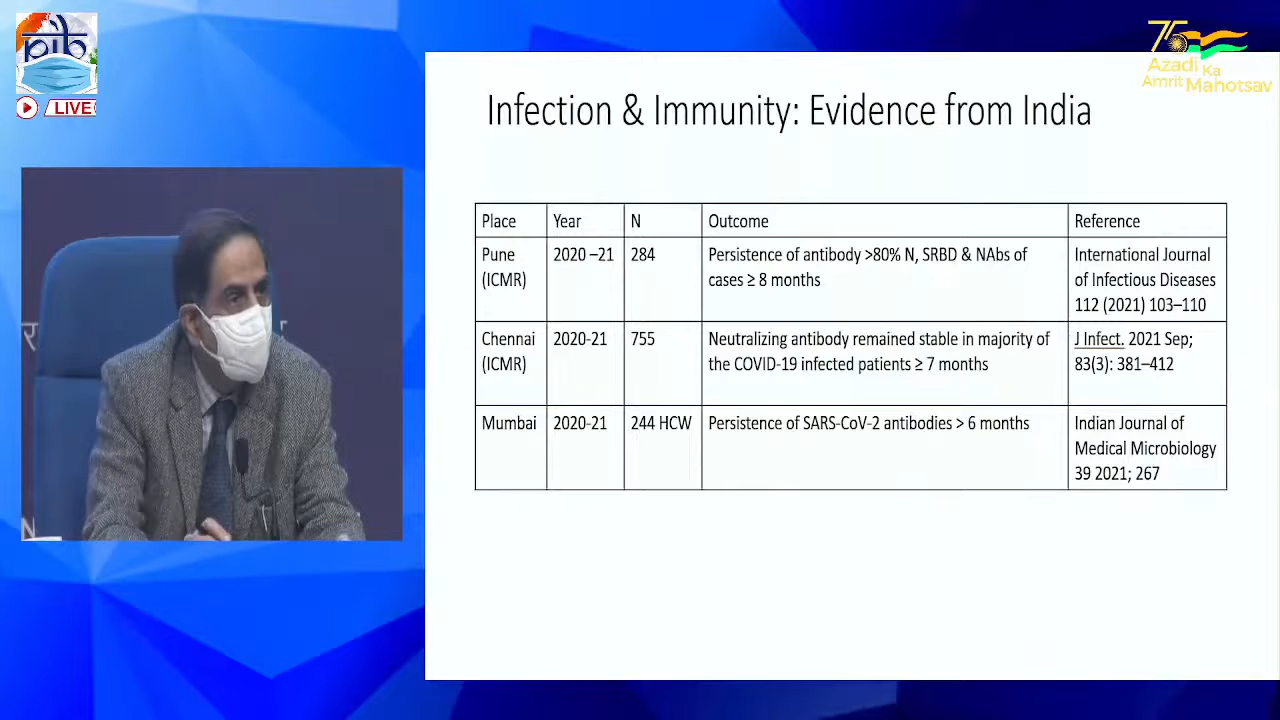 pib
LIVE
75
Azadi Ka
Amrit Mahotsav
Infection & Immunity: Evidence from India
Place Year N Outcome Reference
Pune (ICMR) 2020 –21 284 Persistence of antibody >80% N, SRBD & NAbs of cases ≥ 8 months International Journal of Infectious Diseases 112 (2021) 103–110
Chennai (ICMR) 2020-21 755 Neutralizing antibody remained stable in majority of the COVID-19 infected patients ≥ 7 months J Infect. 2021 Sep; 83(3): 381–412
Mumbai 2020-21 244 HCW Persistence of SARS-CoV-2 antibodies > 6 months Indian Journal of Medical Microbiology 39 2021; 267